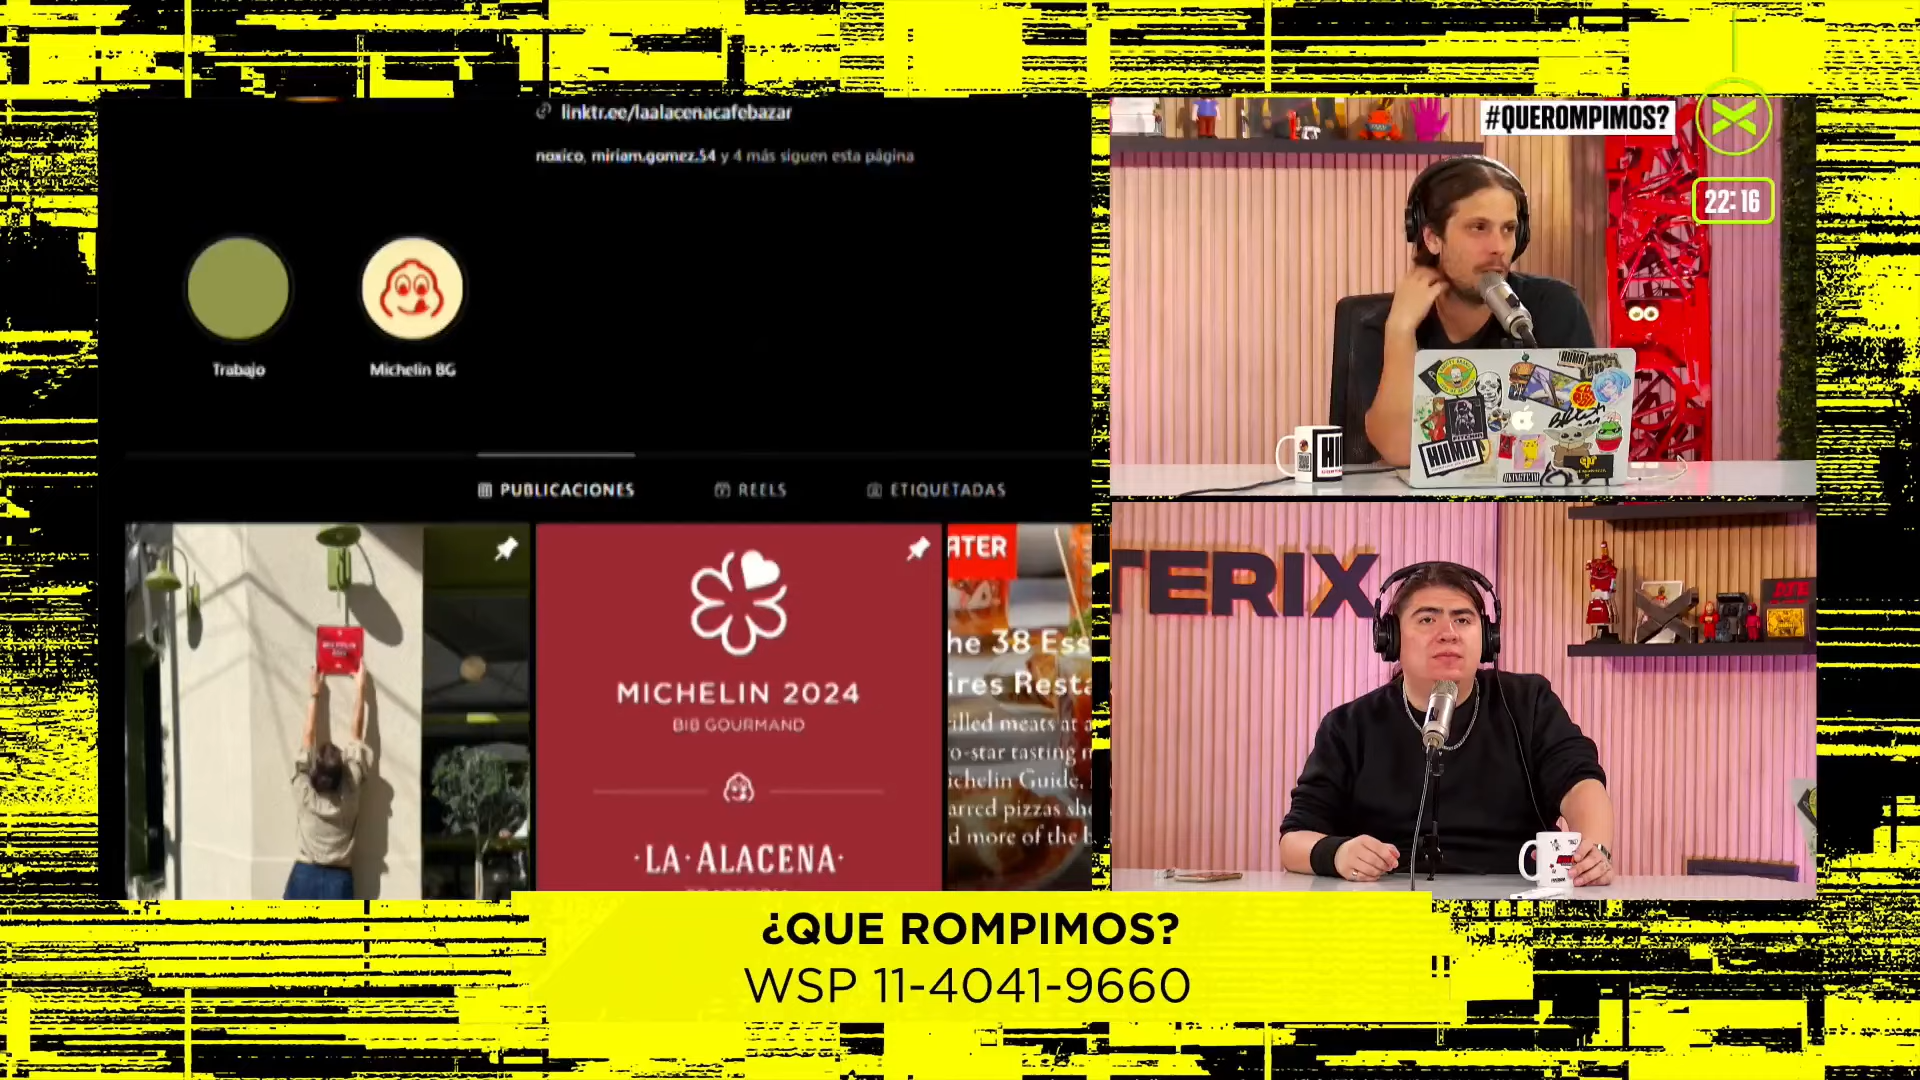 linktr.ee/laalacenacafebazar
naxico, miriam.gomez.54 y 4 más siguen esta página
Trabajo
Michelin BG
PUBLICACIONES
REELS
ETIQUETADAS
MICHELIN 2024
BIB GOURMAND
·LA·ALACENA·
ATER
he 38 Ess
ires Resta
illed meats at a
o-star tasting m
ichelin Guide,
arred pizzas sho
d more of the b
#QUEROMPIMOS?
22:16
TERIX
¿QUE ROMPIMOS?
WSP 11-4041-9660